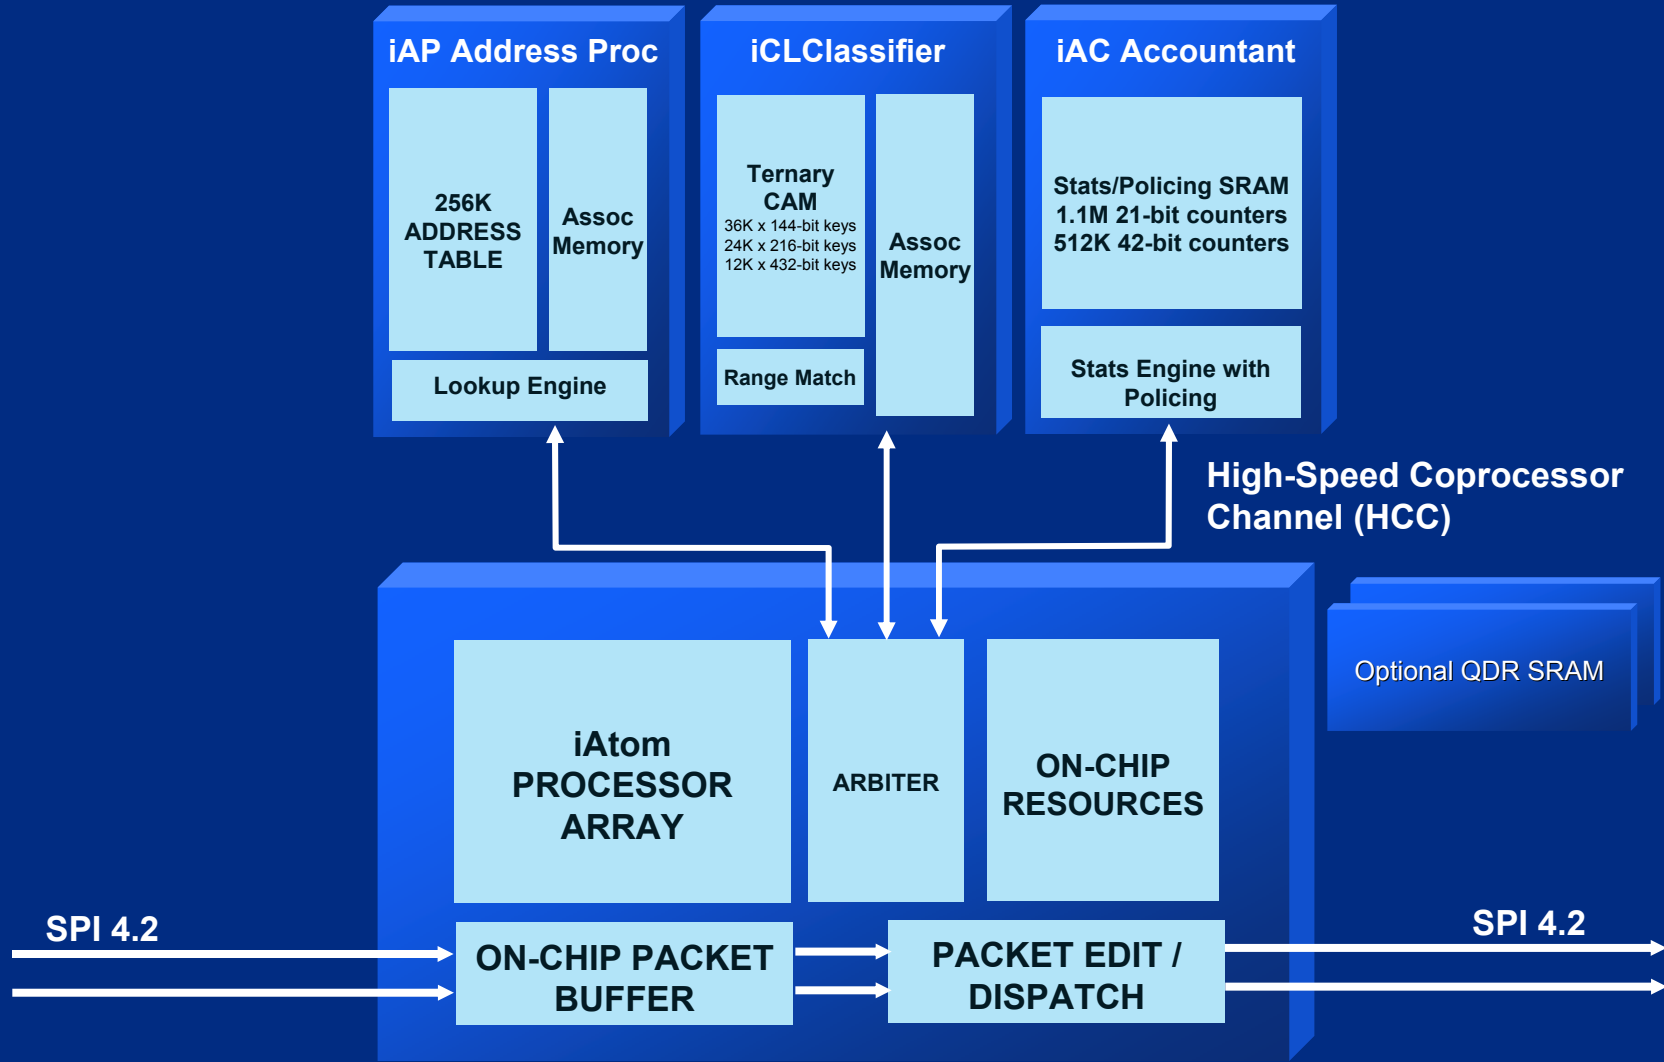 iAP Address Proc
256K
ADDRESS
TABLE
Assoc
Memory
Lookup Engine
iCLClassifier
Ternary
CAM
36K x 144-bit keys
24K x 216-bit keys
12K x 432-bit keys
Range Match
Assoc
Memory
iAC Accountant
Stats/Policing SRAM
1.1M 21-bit counters
512K 42-bit counters
Stats Engine with
Policing
High-Speed Coprocessor
Channel (HCC)
iAtom
PROCESSOR
ARRAY
ARBITER
ON-CHIP
RESOURCES
Optional QDR SRAM
SPI 4.2
ON-CHIP PACKET
BUFFER
PACKET EDIT /
DISPATCH
SPI 4.2